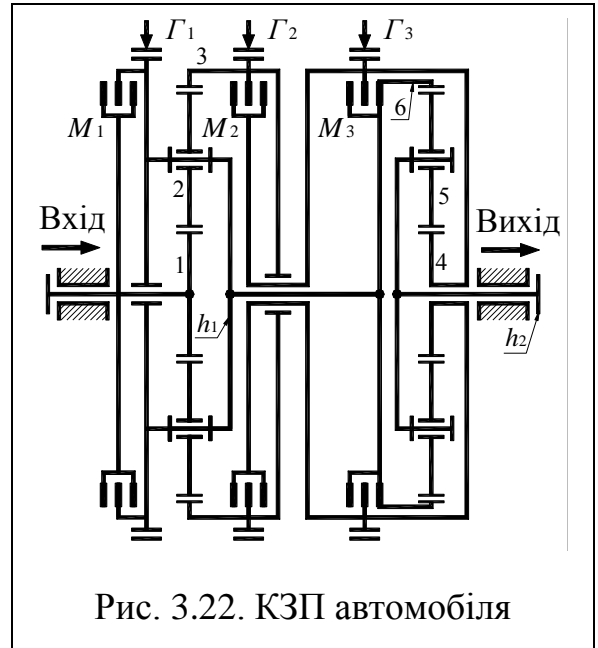 Г1 Г2 Г3
3
М1 М2 М3 6
2 5
Вхід Вихід
1 4
h1 h2
Рис. 3.22. КЗП автомобіля